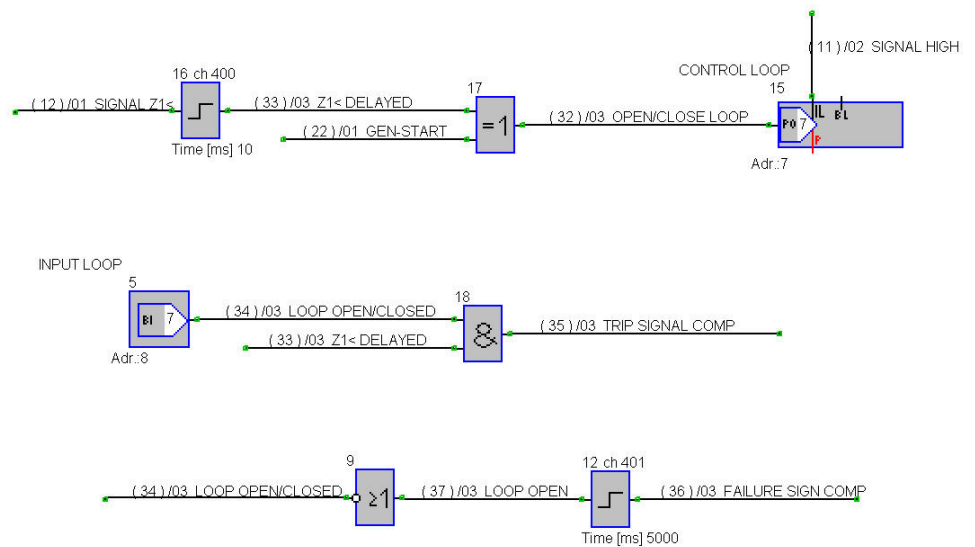 ( 11 ) /02 SIGNAL HIGH
CONTROL LOOP
16 ch 400
17
15
( 12 ) /01 SIGNAL Z1<
( 33 ) /03 Z1< DELAYED
=1
( 32 ) /03 OPEN/CLOSE LOOP
PO 7
IL
B'L
P
( 22 ) /01 GEN-START
Time [ms] 10
Adr.:7
INPUT LOOP
5
18
BI 7
( 34 ) /03 LOOP OPEN/CLOSED
&
( 35 ) /03 TRIP SIGNAL COMP
( 33 ) /03 Z1< DELAYED
Adr.:8
9
12 ch 401
( 34 ) /03 LOOP OPEN/CLOSED
≥1
( 37 ) /03 LOOP OPEN
( 36 ) /03 FAILURE SIGN COMP
Time [ms] 5000